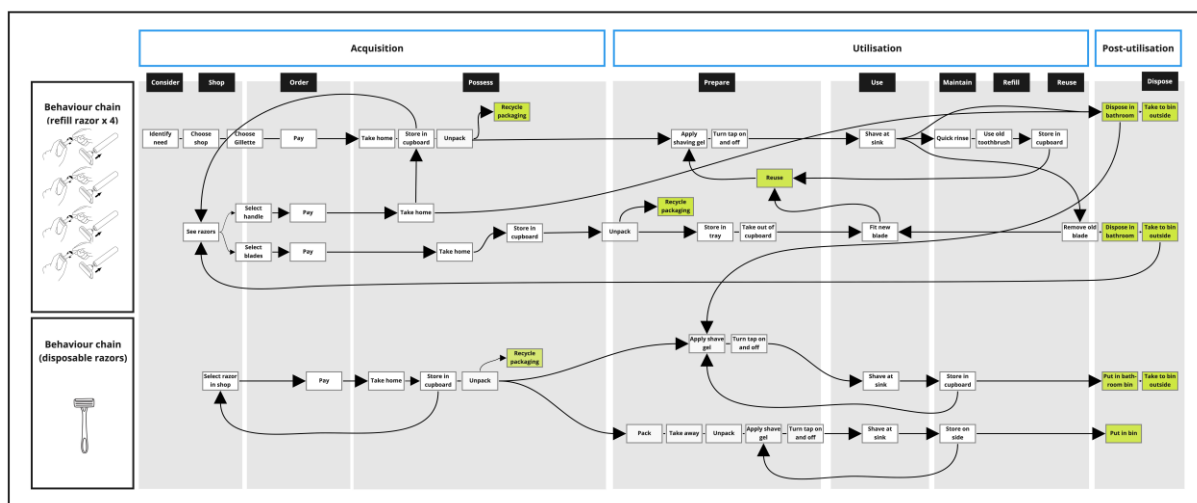 Acquisition
Utilisation
Post-utilisation
Consider
Shop
Order
Possess
Prepare
Use
Maintain
Refill
Reuse
Dispose
Behaviour chain
(refill razor x 4)
Recycle
packaging
Dispose in
bathroom
Take to bin
outside
Identify
need
Choose
shop
Choose
Gillette
Pay
Take home
Store in
cupboard
Unpack
Apply
shaving gel
Turn tap on
and off
Shave at
sink
Quick rinse
Use old
toothbrush
Store in
cupboard
Reuse
See razors
Select
handle
Pay
Take home
Recycle
packaging
Select
blades
Pay
Take home
Store in
cupboard
Unpack
Store in
tray
Take out of
cupboard
Fit new
blade
Remove old
blade
Dispose in
bathroom
Take to bin
outside
Behaviour chain
(disposable razors)
Recycle
packaging
Select razor
in shop
Pay
Take home
Store in
cupboard
Unpack
Apply shave
gel
Turn tap on
and off
Shave at
sink
Store in
cupboard
Put in bath-
room bin
Take to bin
outside
Pack
Take away
Unpack
Apply shave
gel
Turn tap on
and off
Shave at
sink
Store on
side
Put in bin